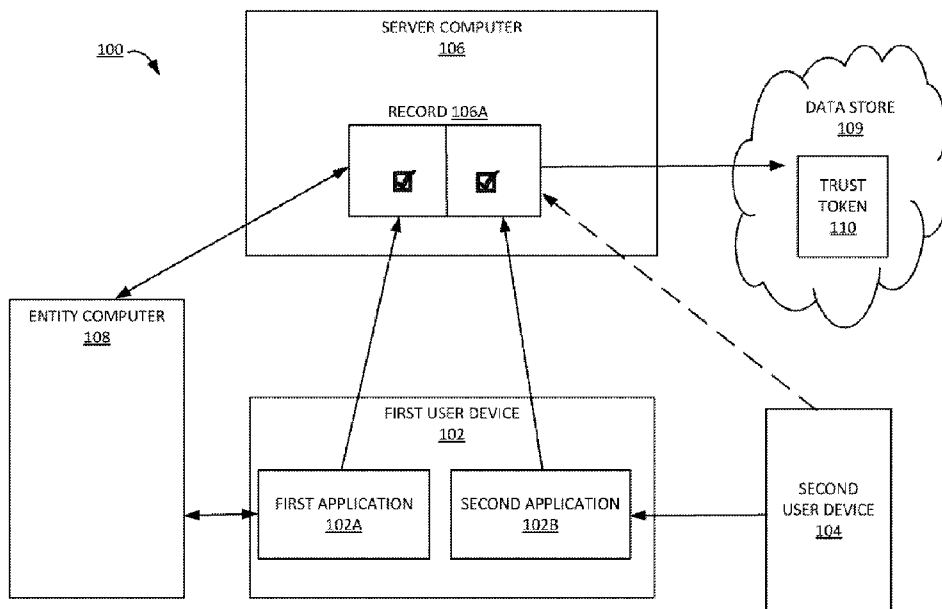 100
SERVER COMPUTER
106
RECORD 106A
DATA STORE
109
TRUST
TOKEN
110
ENTITY COMPUTER
108
FIRST USER DEVICE
102
FIRST APPLICATION
102A
SECOND APPLICATION
102B
SECOND
USER DEVICE
104